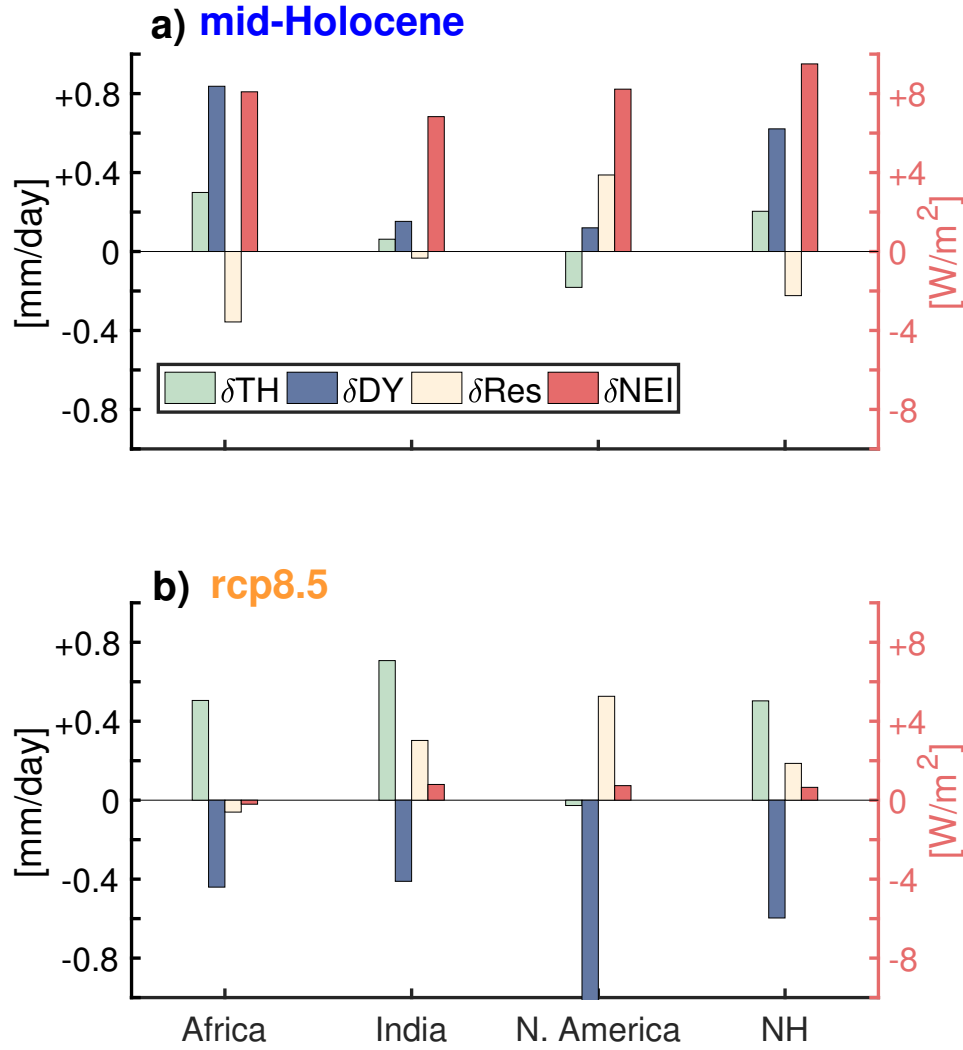 a) mid-Holocene
+0.8
+0.4
0
-0.4
-0.8
[mm/day]
+8
+4
0
-4
-8
[W/m²]
δTH δDY δRes δNEI
b) rcp8.5
+0.8
+0.4
0
-0.4
-0.8
[mm/day]
+8
+4
0
-4
-8
[W/m²]
Africa India N. America NH